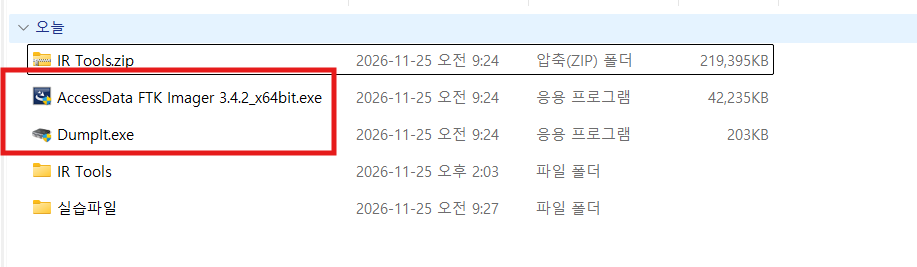 오늘
IR Tools.zip 2026-11-25 오전 9:24 압축(ZIP) 폴더 219,395KB
AccessData FTK Imager 3.4.2_x64bit.exe 2026-11-25 오전 9:24 응용 프로그램 42,235KB
DumpIt.exe 2026-11-25 오전 9:24 응용 프로그램 203KB
IR Tools 2026-11-25 오후 2:03 파일 폴더
실습파일 2026-11-25 오전 9:27 파일 폴더